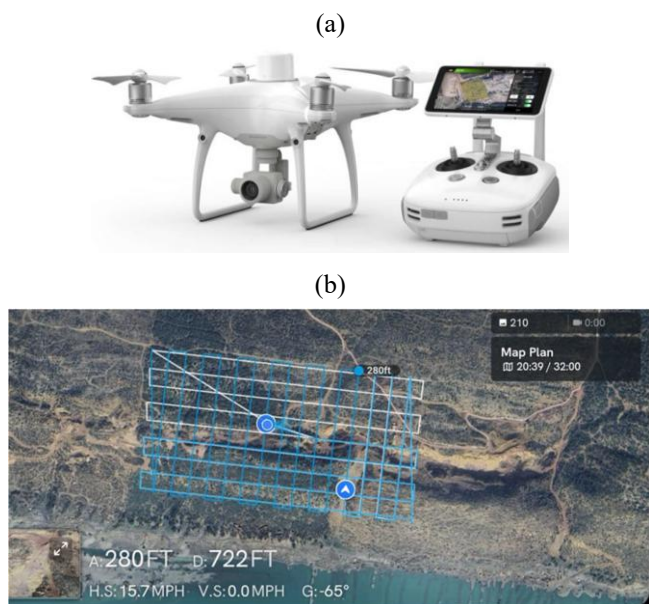 (a)
(b)
210 0:00
Map Plan
20:39 / 32:00
280ft
A:280FT D:722FT
H.S:15.7MPH V.S:0.0MPH G:-65°